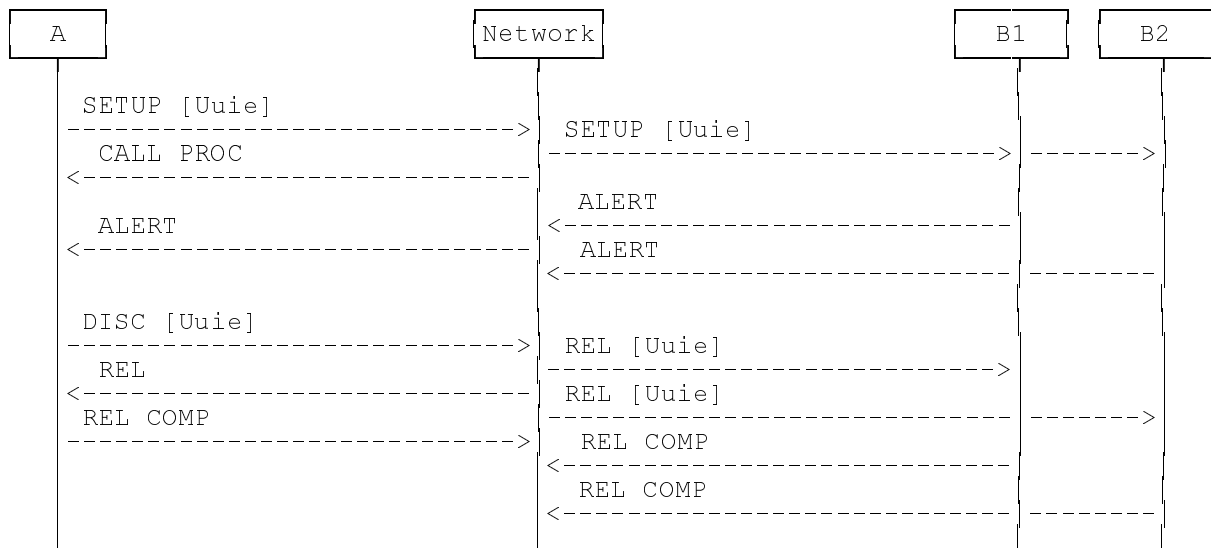 A Network B1 B2
SETUP [Uuie]
SETUP [Uuie]
CALL PROC
ALERT
ALERT
ALERT
DISC [Uuie]
REL [Uuie]
REL
REL [Uuie]
REL COMP
REL COMP
REL COMP